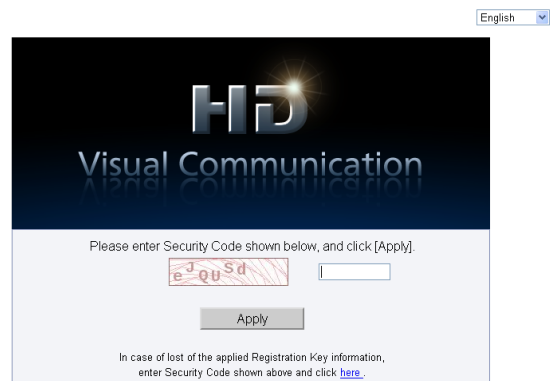 English
HD
Visual Communication
Please enter Security Code shown below, and click [Apply].
eJQUSd
Apply
In case of lost of the applied Registration Key information,
enter Security Code shown above and click here .